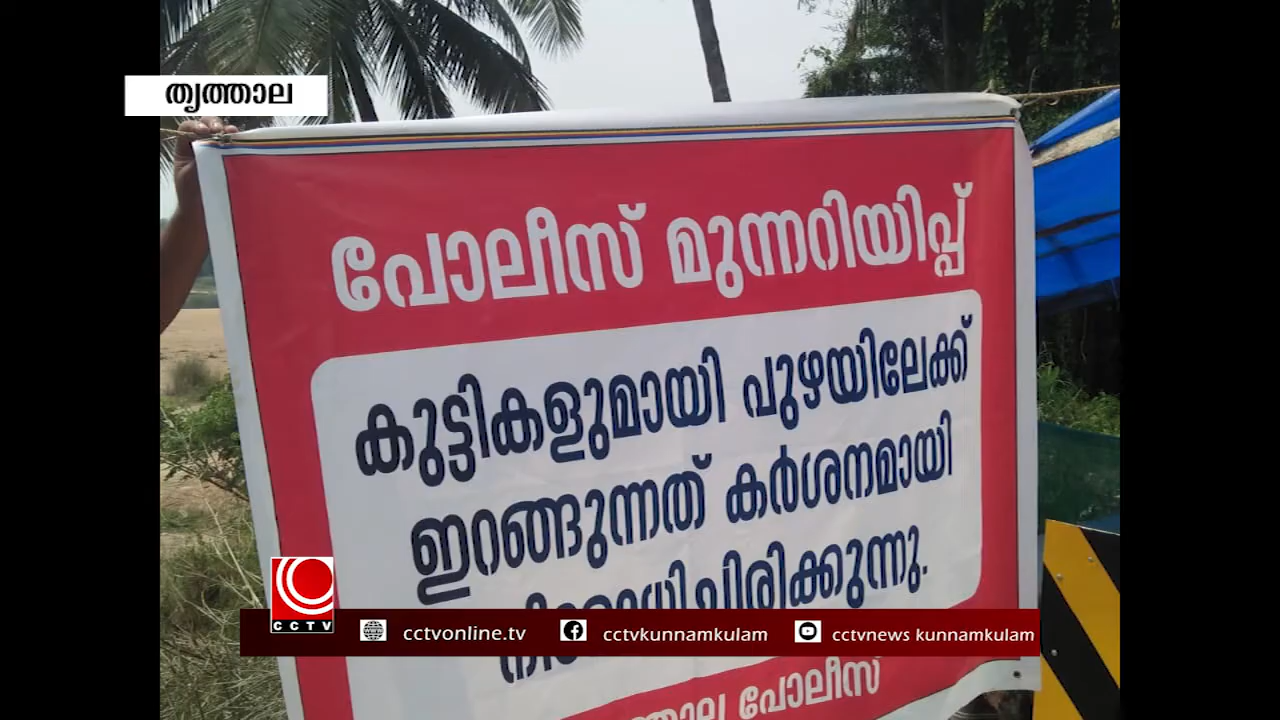 തൃത്താല
പോലീസ് മുന്നറിയിപ്പ്
കുട്ടികളുമായി പുഴയിലേക്ക്
ഇറങ്ങുന്നത് കർശനമായി
നിരോധിച്ചിരിക്കുന്നു.
CCTV
cctvonline.tv cctvkunnamkulam cctvnews kunnamkulam
പോലീസ്